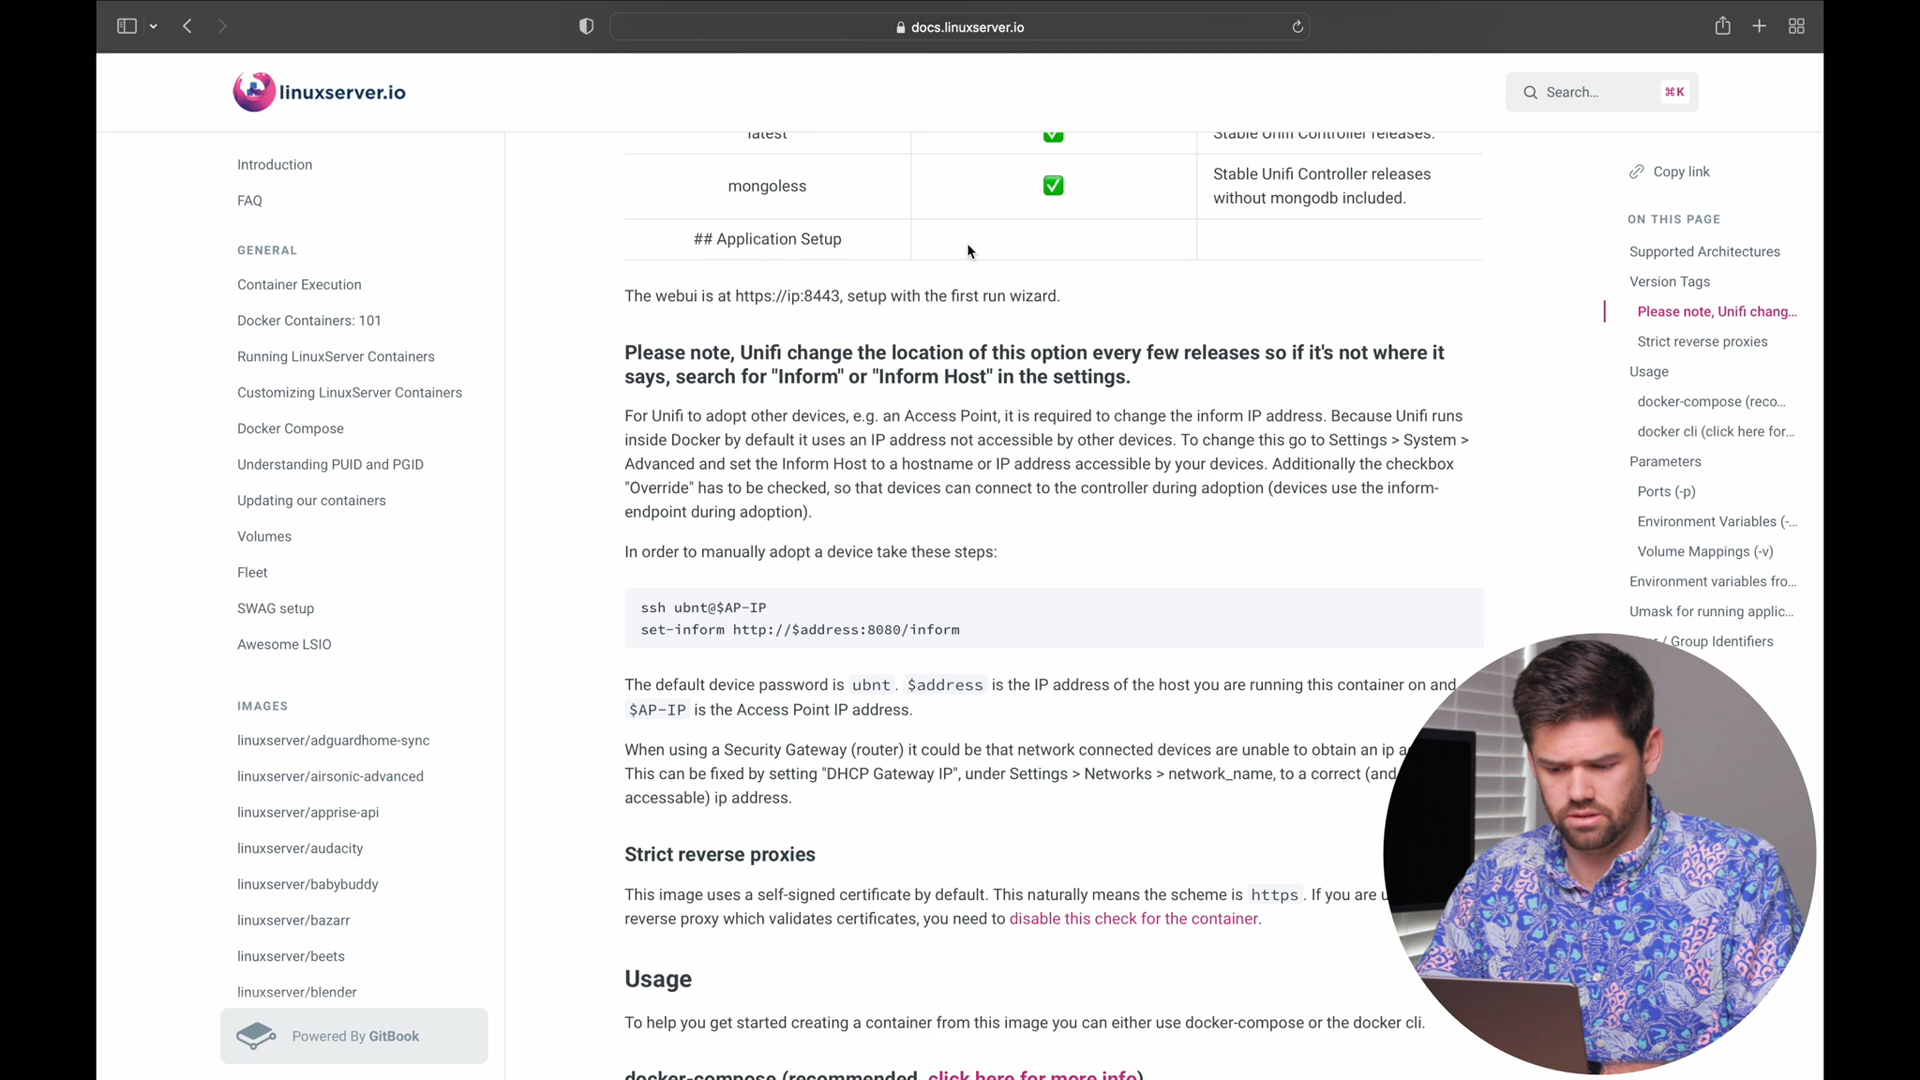 docs.linuxserver.io
linuxserver.io
Search...
⌘K
Introduction
FAQ
GENERAL
Container Execution
Docker Containers: 101
Running LinuxServer Containers
Customizing LinuxServer Containers
Docker Compose
Understanding PUID and PGID
Updating our containers
Volumes
Fleet
SWAG setup
Awesome LSIO
IMAGES
linuxserver/adguardhome-sync
linuxserver/airsonic-advanced
linuxserver/apprise-api
linuxserver/audacity
linuxserver/babybuddy
linuxserver/bazarr
linuxserver/beets
linuxserver/blender
Powered By GitBook
latest
Stable Unifi Controller releases.
mongoless
Stable Unifi Controller releases
without mongodb included.
## Application Setup
The webui is at https://ip:8443, setup with the first run wizard.
Please note, Unifi change the location of this option every few releases so if it's not where it
says, search for "Inform" or "Inform Host" in the settings.
For Unifi to adopt other devices, e.g. an Access Point, it is required to change the inform IP address. Because Unifi runs
inside Docker by default it uses an IP address not accessible by other devices. To change this go to Settings > System >
Advanced and set the Inform Host to a hostname or IP address accessible by your devices. Additionally the checkbox
"Override" has to be checked, so that devices can connect to the controller during adoption (devices use the inform-
endpoint during adoption).
In order to manually adopt a device take these steps:
ssh ubnt@$AP-IP
set-inform http://$address:8080/inform
The default device password is ubnt. $address is the IP address of the host you are running this container on and
$AP-IP is the Access Point IP address.
When using a Security Gateway (router) it could be that network connected devices are unable to obtain an ip
This can be fixed by setting "DHCP Gateway IP", under Settings > Networks > network_name, to a correct (and
accessable) ip address.
Strict reverse proxies
This image uses a self-signed certificate by default. This naturally means the scheme is https. If you are
reverse proxy which validates certificates, you need to disable this check for the container.
Usage
To help you get started creating a container from this image you can either use docker-compose or the docker cli.
docker-compose (recommended, click here for more info)
Copy link
ON THIS PAGE
Supported Architectures
Version Tags
Please note, Unifi chang...
Strict reverse proxies
Usage
docker-compose (reco...
docker cli (click here for...
Parameters
Ports (-p)
Environment Variables (-...
Volume Mappings (-v)
Environment variables fro...
Umask for running applic...
/ Group Identifiers